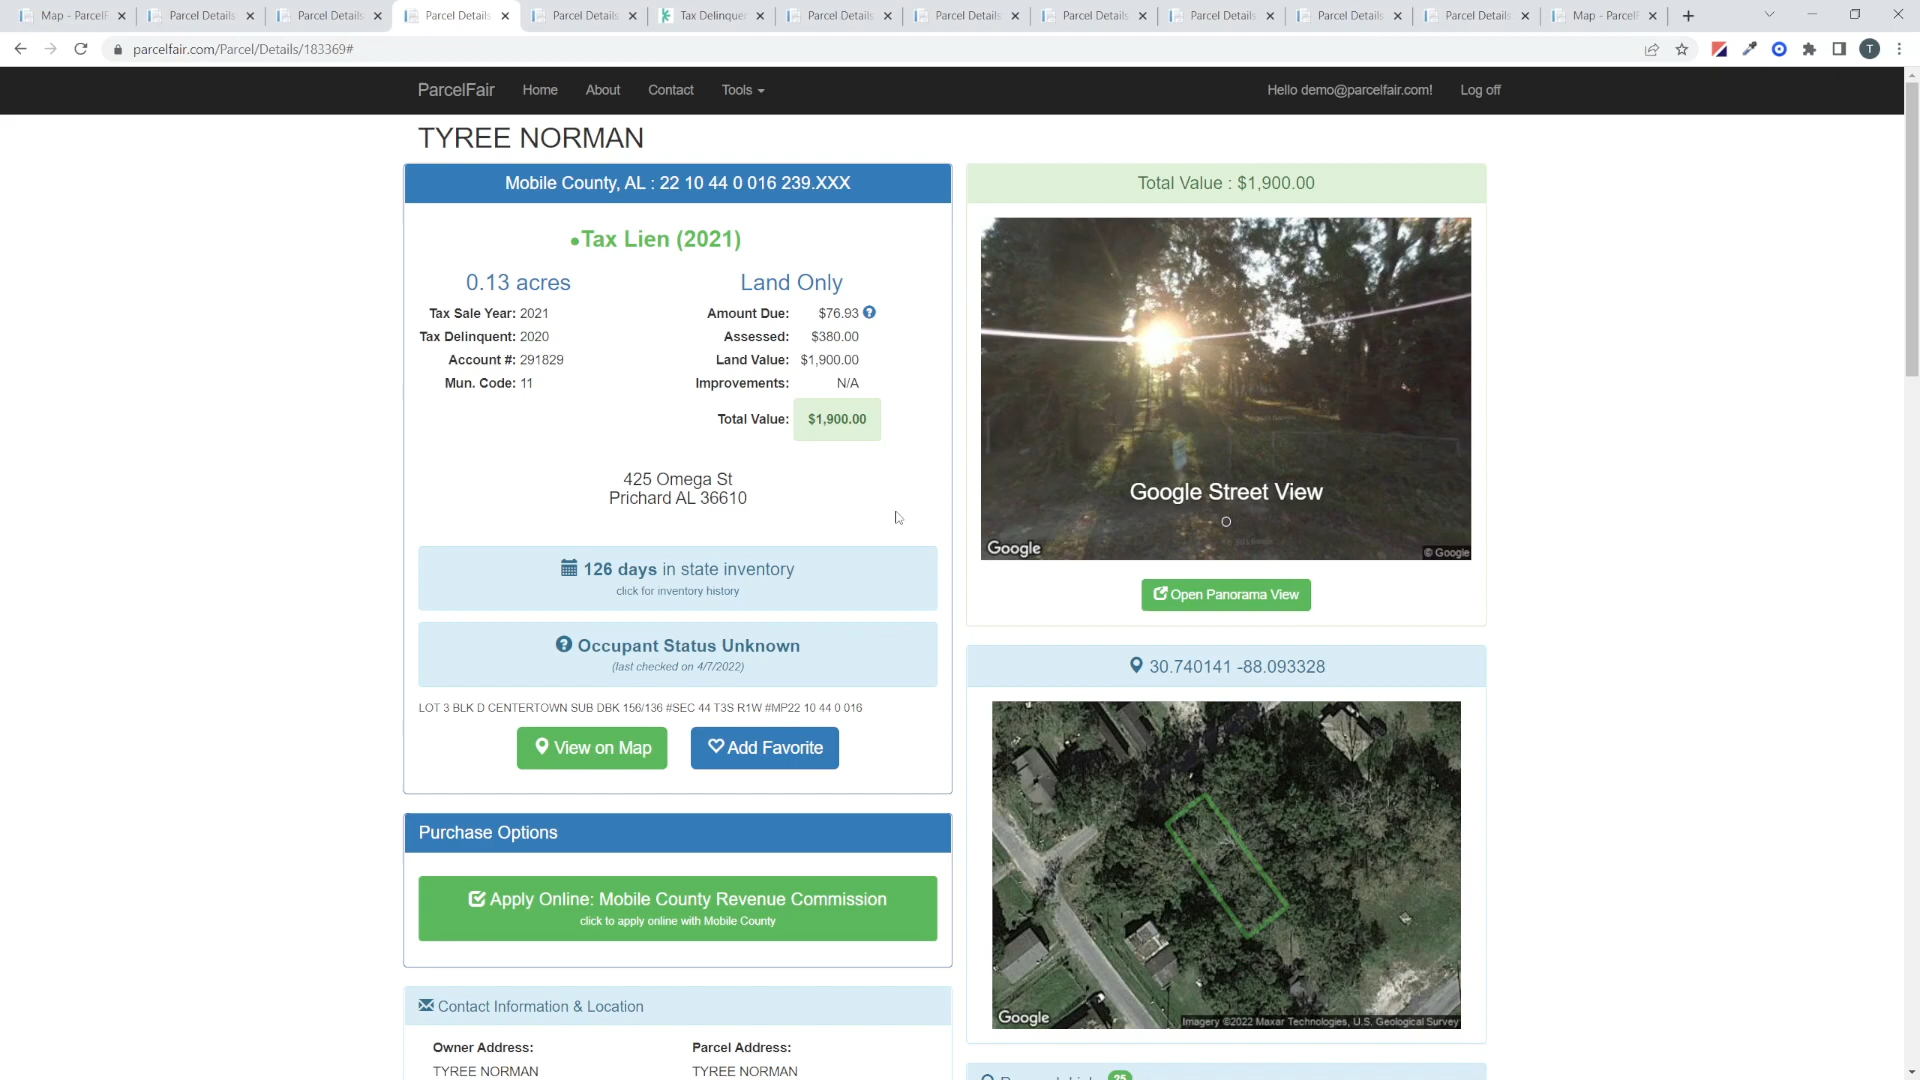 Map - ParcelF
Parcel Details
Parcel Details
Parcel Details
Parcel Details
Tax Delinquen
Parcel Details
Parcel Details
Parcel Details
Parcel Details
Parcel Details
Parcel Details
Map - ParcelF
parcelfair.com/Parcel/Details/183369#
T
ParcelFair
Home
About
Contact
Tools
Hello demo@parcelfair.com!
Log off
TYREE NORMAN
Mobile County, AL : 22 10 44 0 016 239.XXX
•Tax Lien (2021)
0.13 acres
Tax Sale Year: 2021
Tax Delinquent: 2020
Account #: 291829
Mun. Code: 11
Land Only
Amount Due: $76.93
Assessed: $380.00
Land Value: $1,900.00
Improvements: N/A
Total Value: $1,900.00
425 Omega St
Prichard AL 36610
126 days in state inventory
click for inventory history
Occupant Status Unknown
(last checked on 4/7/2022)
LOT 3 BLK D CENTERTOWN SUB DBK 156/136 #SEC 44 T3S R1W #MP22 10 44 0 016
View on Map
Add Favorite
Purchase Options
Apply Online: Mobile County Revenue Commission
click to apply online with Mobile County
Contact Information & Location
Owner Address:
TYREE NORMAN
Parcel Address:
TYREE NORMAN
Total Value : $1,900.00
Google Street View
Google
© Google
Open Panorama View
30.740141 -88.093328
Google
Imagery ©2022 Maxar Technologies, U.S. Geological Survey
25